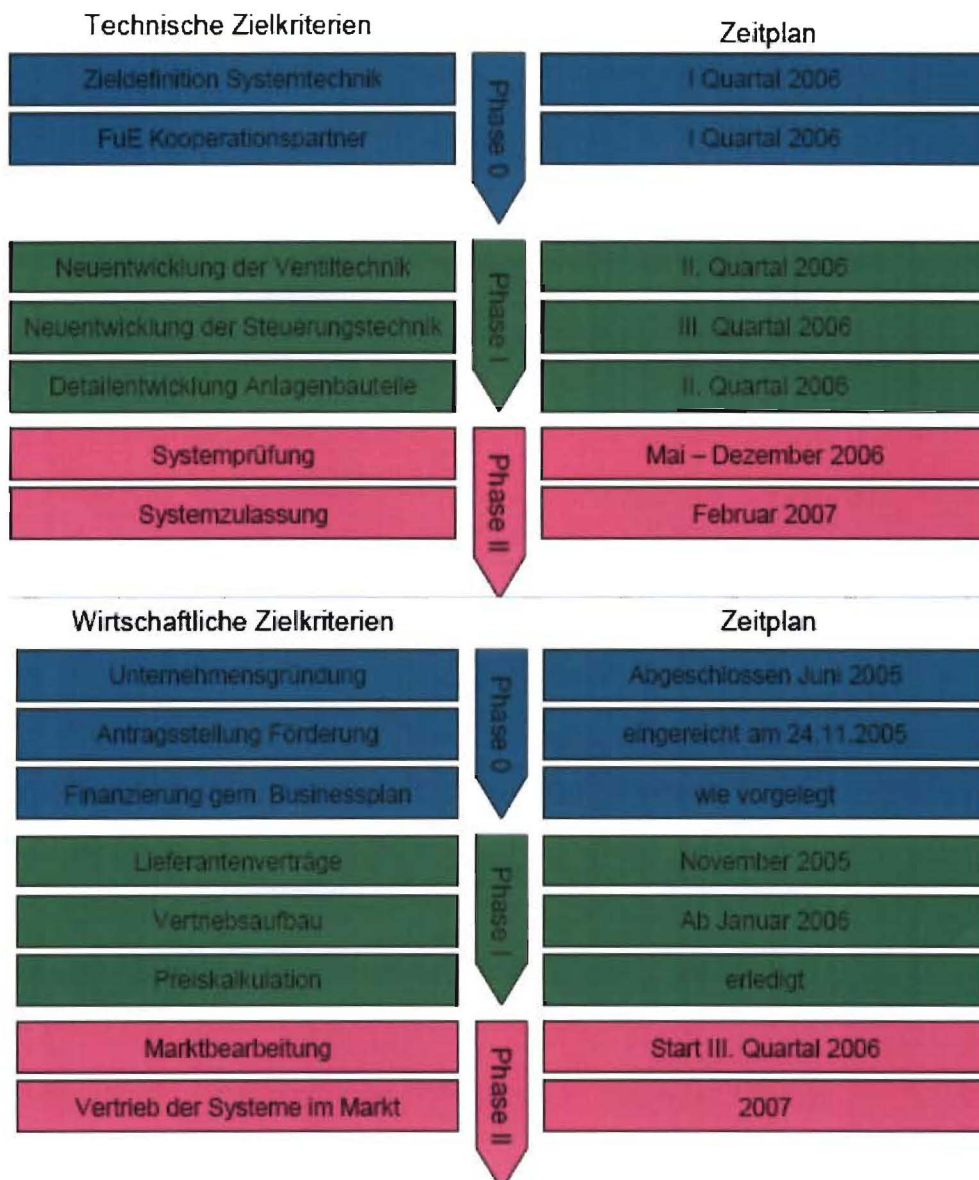 Technische Zielkriterien Zeitplan
Zieldefinition Systemtechnik I Quartal 2006
FuE Kooperationspartner I Quartal 2006
Phase 0
Neuentwicklung der Ventiltechnik II. Quartal 2006
Neuentwicklung der Steuerungstechnik III. Quartal 2006
Detailentwicklung Anlagenbauteile II. Quartal 2006
Phase I
Systemprüfung Mai – Dezember 2006
Systemzulassung Februar 2007
Phase II
Wirtschaftliche Zielkriterien Zeitplan
Unternehmensgründung Abgeschlossen Juni 2005
Antragsstellung Förderung eingereicht am 24.11.2005
Finanzierung gem. Businessplan wie vorgelegt
Phase 0
Lieferantenverträge November 2005
Vertriebsaufbau Ab Januar 2006
Preiskalkulation erledigt
Phase I
Marktbearbeitung Start III. Quartal 2006
Vertrieb der Systeme im Markt 2007
Phase II